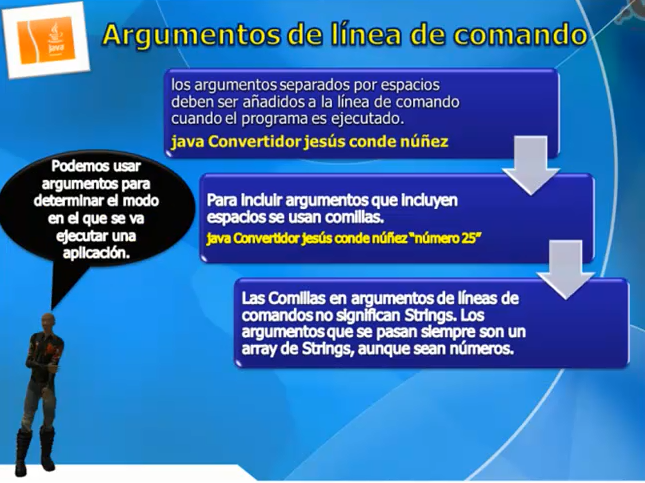 Java
Argumentos de línea de comando
los argumentos separados por espacios
deben ser añadidos a la línea de comando
cuando el programa es ejecutado.
java Convertidor jesús conde núñez
Podemos usar
argumentos para
determinar el modo
en el que se va
ejecutar una
aplicación.
Para incluir argumentos que incluyen
espacios se usan comillas.
java Convertidor jesús conde núñez “número 25”
Las Comillas en argumentos de líneas de
comandos no significan Strings. Los
argumentos que se pasan siempre son un
array de Strings, aunque sean números.